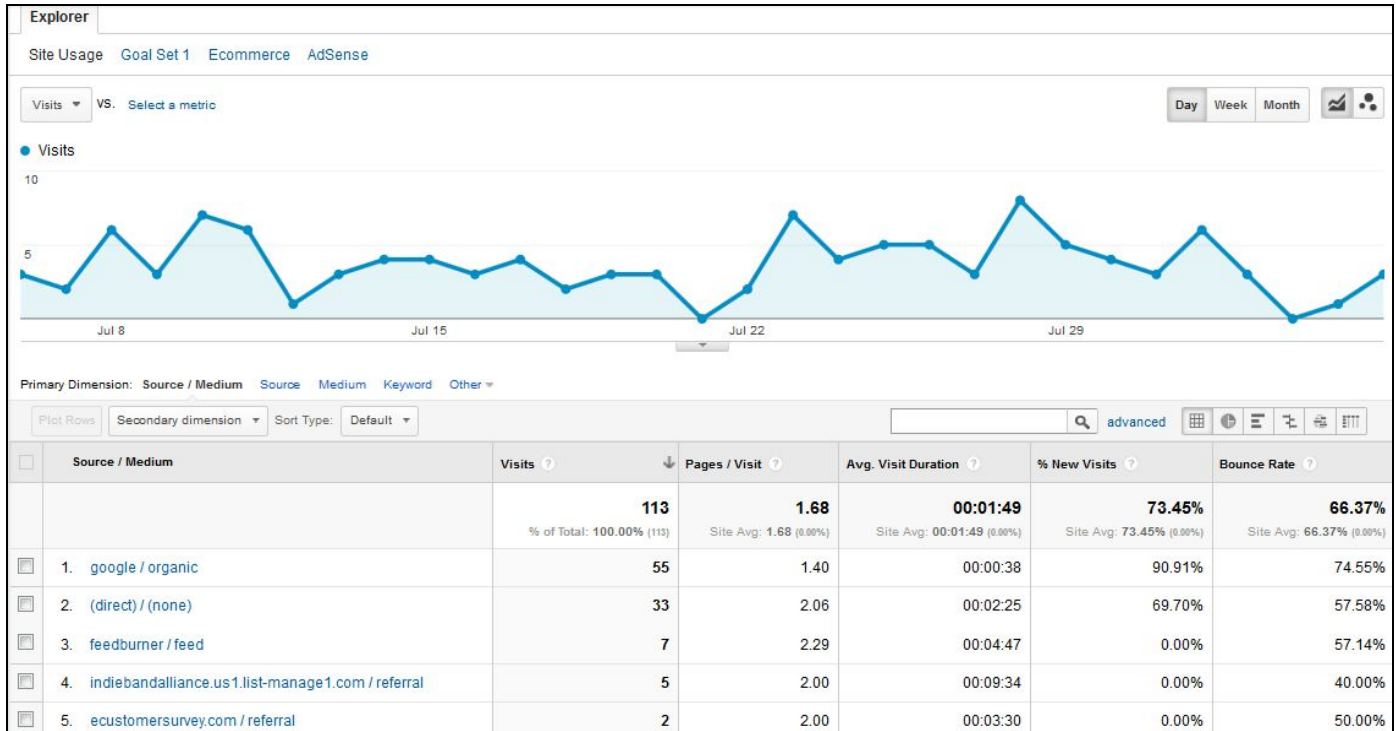 Explorer
Site Usage Goal Set 1 Ecommerce AdSense
Visits VS. Select a metric Day Week Month
Visits
10
5
Jul 8 Jul 15 Jul 22 Jul 29
Primary Dimension: Source / Medium Source Medium Keyword Other
Plot Rows Secondary dimension Sort Type: Default advanced
Source / Medium Visits ? Pages / Visit ? Avg. Visit Duration ? % New Visits ? Bounce Rate ?
113 1.68 00:01:49 73.45% 66.37%
% of Total: 100.00% (113) Site Avg: 1.68 (0.00%) Site Avg: 00:01:49 (0.00%) Site Avg: 73.45% (0.00%) Site Avg: 66.37% (0.00%)
1. google / organic 55 1.40 00:00:38 90.91% 74.55%
2. (direct) / (none) 33 2.06 00:02:25 69.70% 57.58%
3. feedburner / feed 7 2.29 00:04:47 0.00% 57.14%
4. indiebandalliance.us1.list-manage1.com / referral 5 2.00 00:09:34 0.00% 40.00%
5. ecustomersurvey.com / referral 2 2.00 00:03:30 0.00% 50.00%